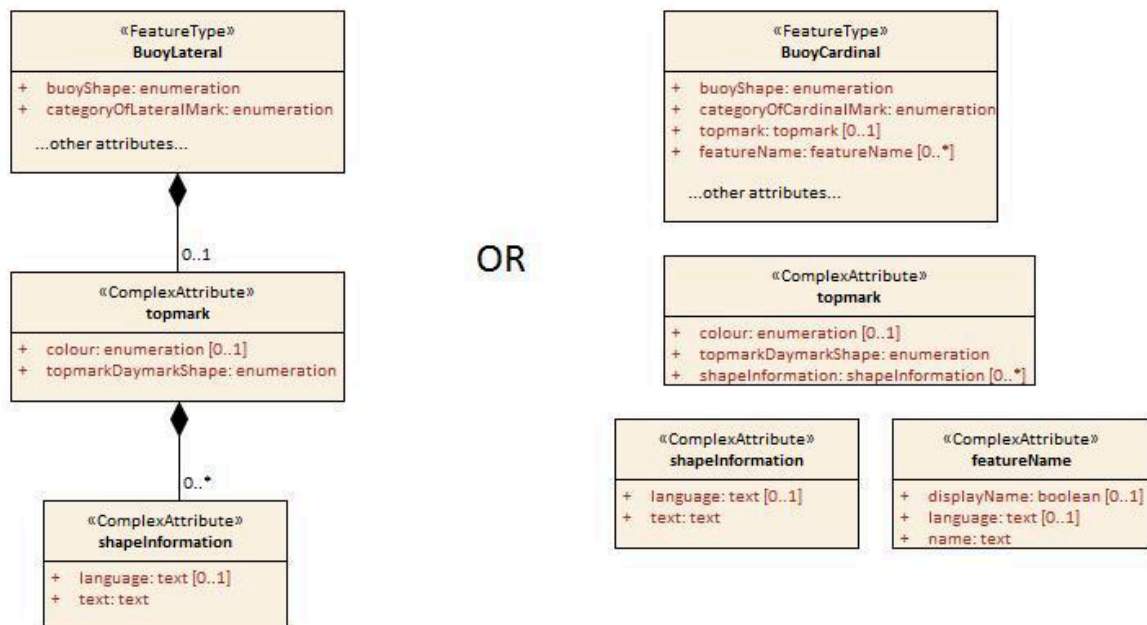 «FeatureType»
BuoyLateral
+ buoyShape: enumeration
+ categoryOfLateralMark: enumeration
...other attributes...
0..1
«ComplexAttribute»
topmark
+ colour: enumeration [0..1]
+ topmarkDaymarkShape: enumeration
0..*
«ComplexAttribute»
shapeInformation
+ language: text [0..1]
+ text: text
OR
«FeatureType»
BuoyCardinal
+ buoyShape: enumeration
+ categoryOfCardinalMark: enumeration
+ topmark: topmark [0..1]
+ featureName: featureName [0..*]
...other attributes...
«ComplexAttribute»
topmark
+ colour: enumeration [0..1]
+ topmarkDaymarkShape: enumeration
+ shapeInformation: shapeInformation [0..*]
«ComplexAttribute»
shapeInformation
+ language: text [0..1]
+ text: text
«ComplexAttribute»
featureName
+ displayName: boolean [0..1]
+ language: text [0..1]
+ name: text